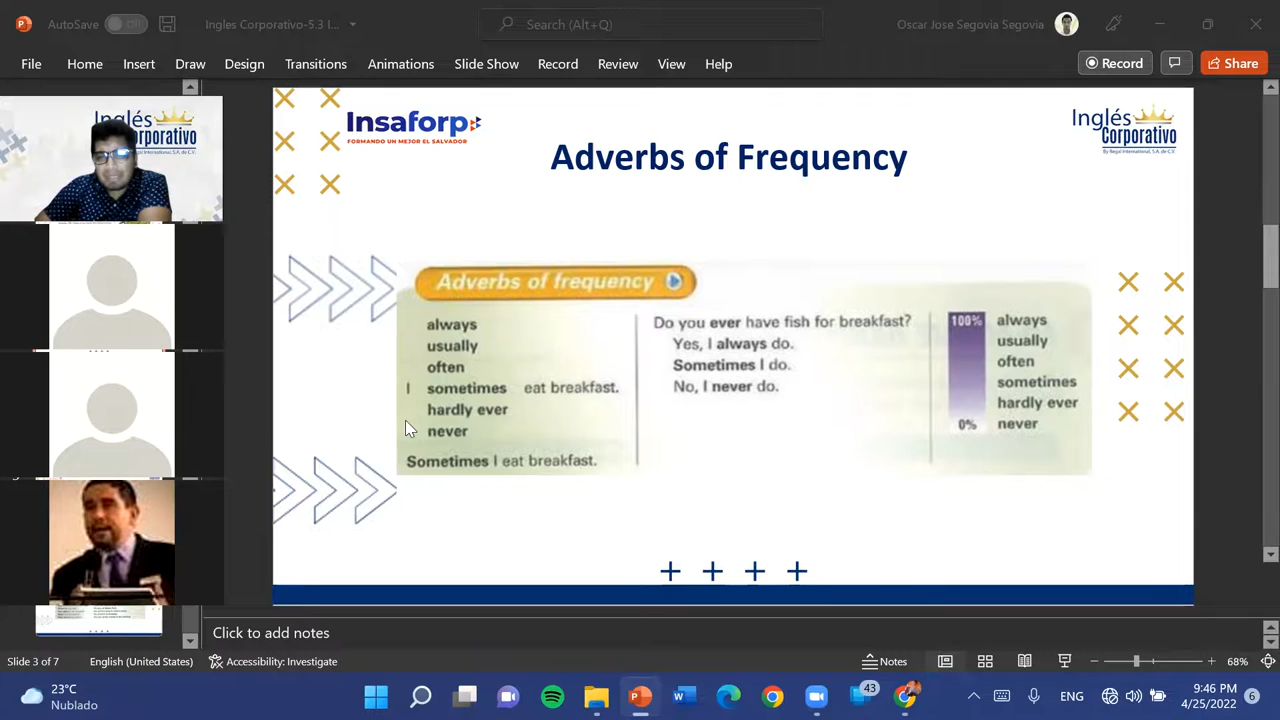 AutoSave Off Ingles Corporativo-5.3 I... Search (Alt+Q) Oscar Jose Segovia Segovia
File Home Insert Draw Design Transitions Animations Slide Show Record Review View Help Record Share
Inglés
Corporativo
Insaforp
FORMANDO UN MEJOR EL SALVADOR
Inglés
Corporativo
By Regal International, S.A. de C.V.
Adverbs of Frequency
Adverbs of frequency
always
usually
often
I sometimes eat breakfast.
hardly ever
never
Sometimes I eat breakfast.
Do you ever have fish for breakfast?
Yes, I always do.
Sometimes I do.
No, I never do.
100% always
usually
often
sometimes
hardly ever
0% never
Click to add notes
Slide 3 of 7 English (United States) Accessibility: Investigate Notes 68%
23°C
Nublado
43
ENG
9:46 PM
4/25/2022
6